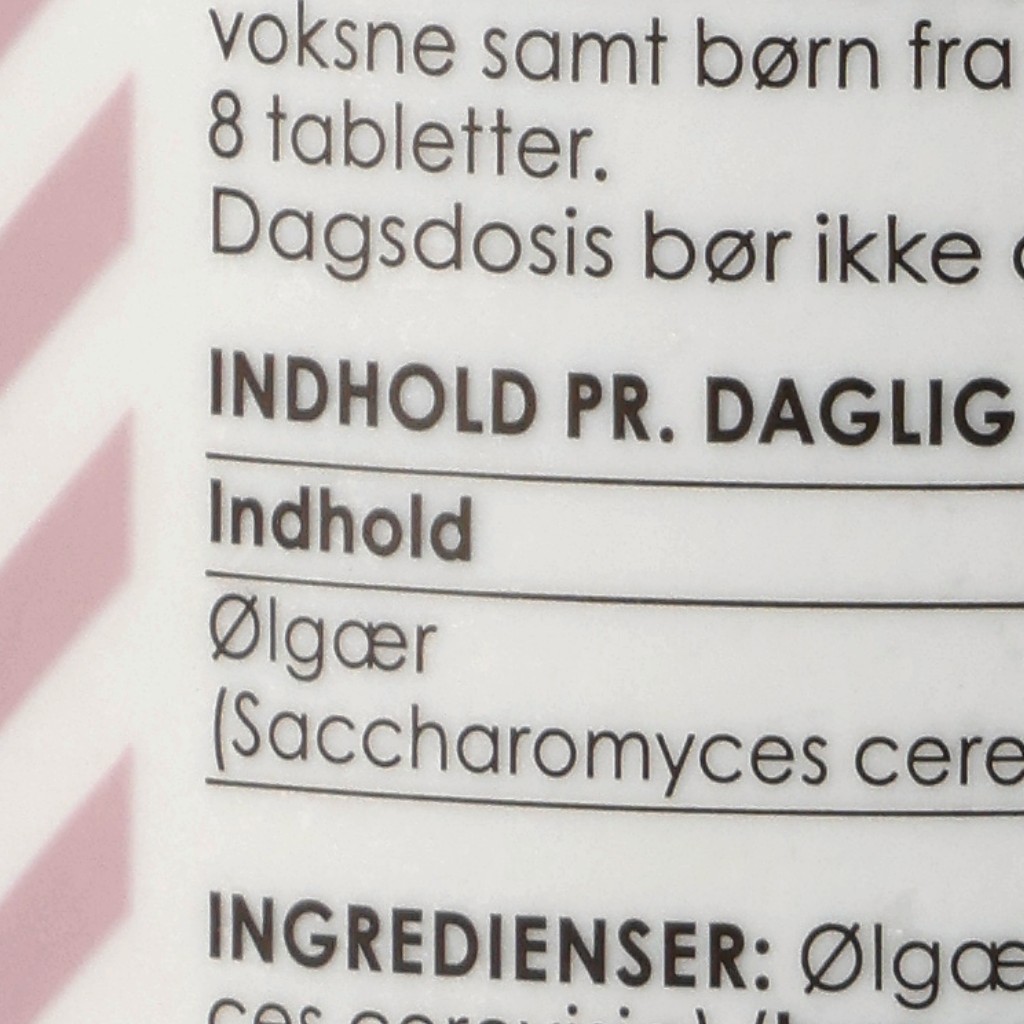 voksne samt børn fra
8 tabletter.
Dagsdosis bør ikke
INDHOLD PR. DAGLIG
Indhold
Ølgær
(Saccharomyces cere
INGREDIENSER: Ølgæ